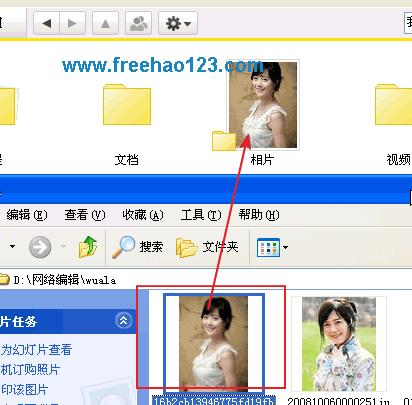 www.freehao123.com
文档
相片
视频
编辑(E) 查看(V) 收藏(A) 工具(T) 帮助(H)
搜索 文件夹
D:\网络编辑\wuala
片任务
为幻灯片查看
机订购照片
印该图片
16b2cb13946775fd19fb
200810060000251ju